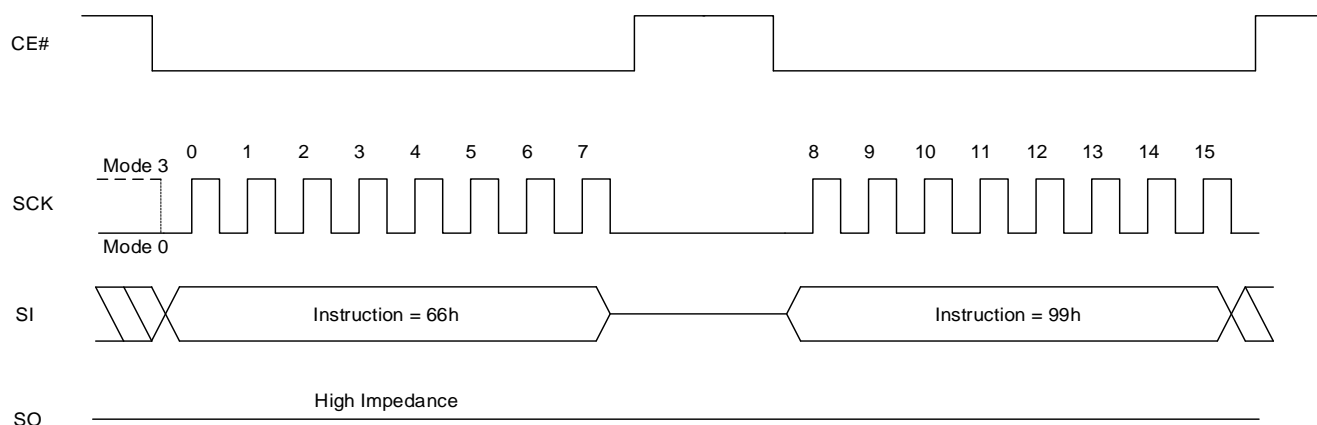 CE#
0 1 2 3 4 5 6 7 8 9 10 11 12 13 14 15
Mode 3
SCK
Mode 0
SI
Instruction = 66h Instruction = 99h
High Impedance
SO